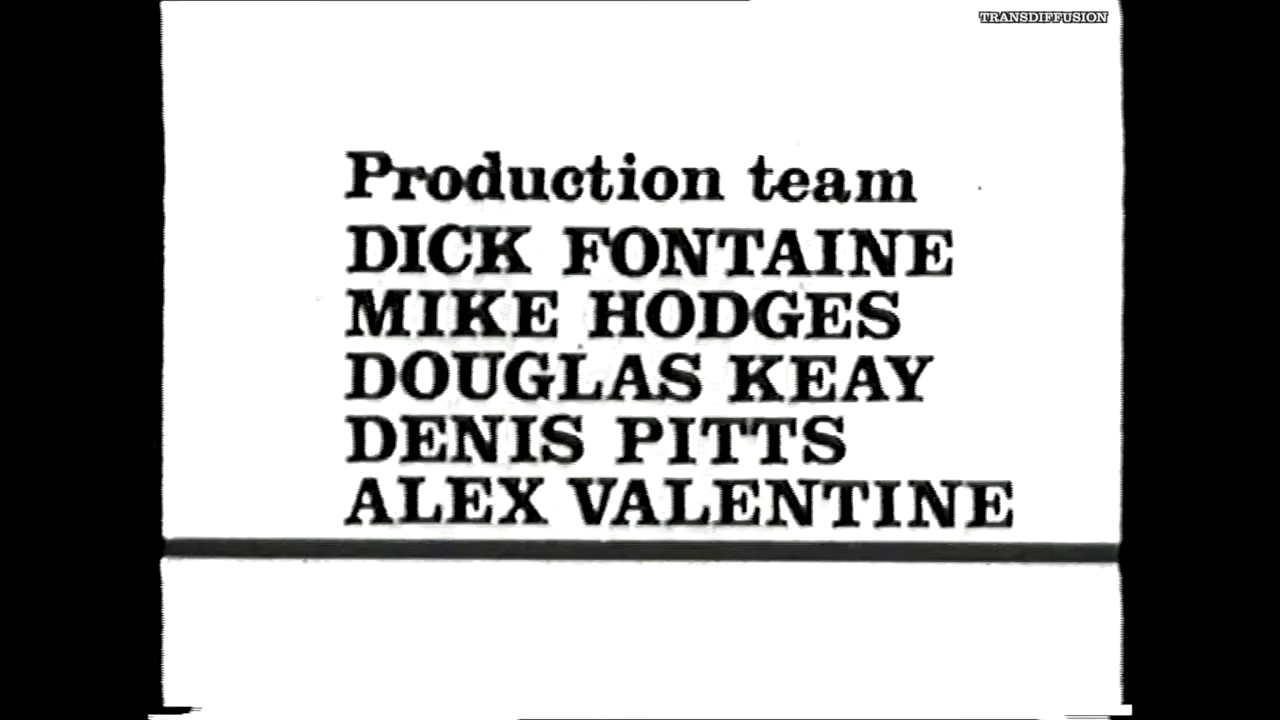 TRANSDIFFUSION
Production team
DICK FONTAINE
MIKE HODGES
DOUGLAS KEAY
DENIS PITTS
ALEX VALENTINE